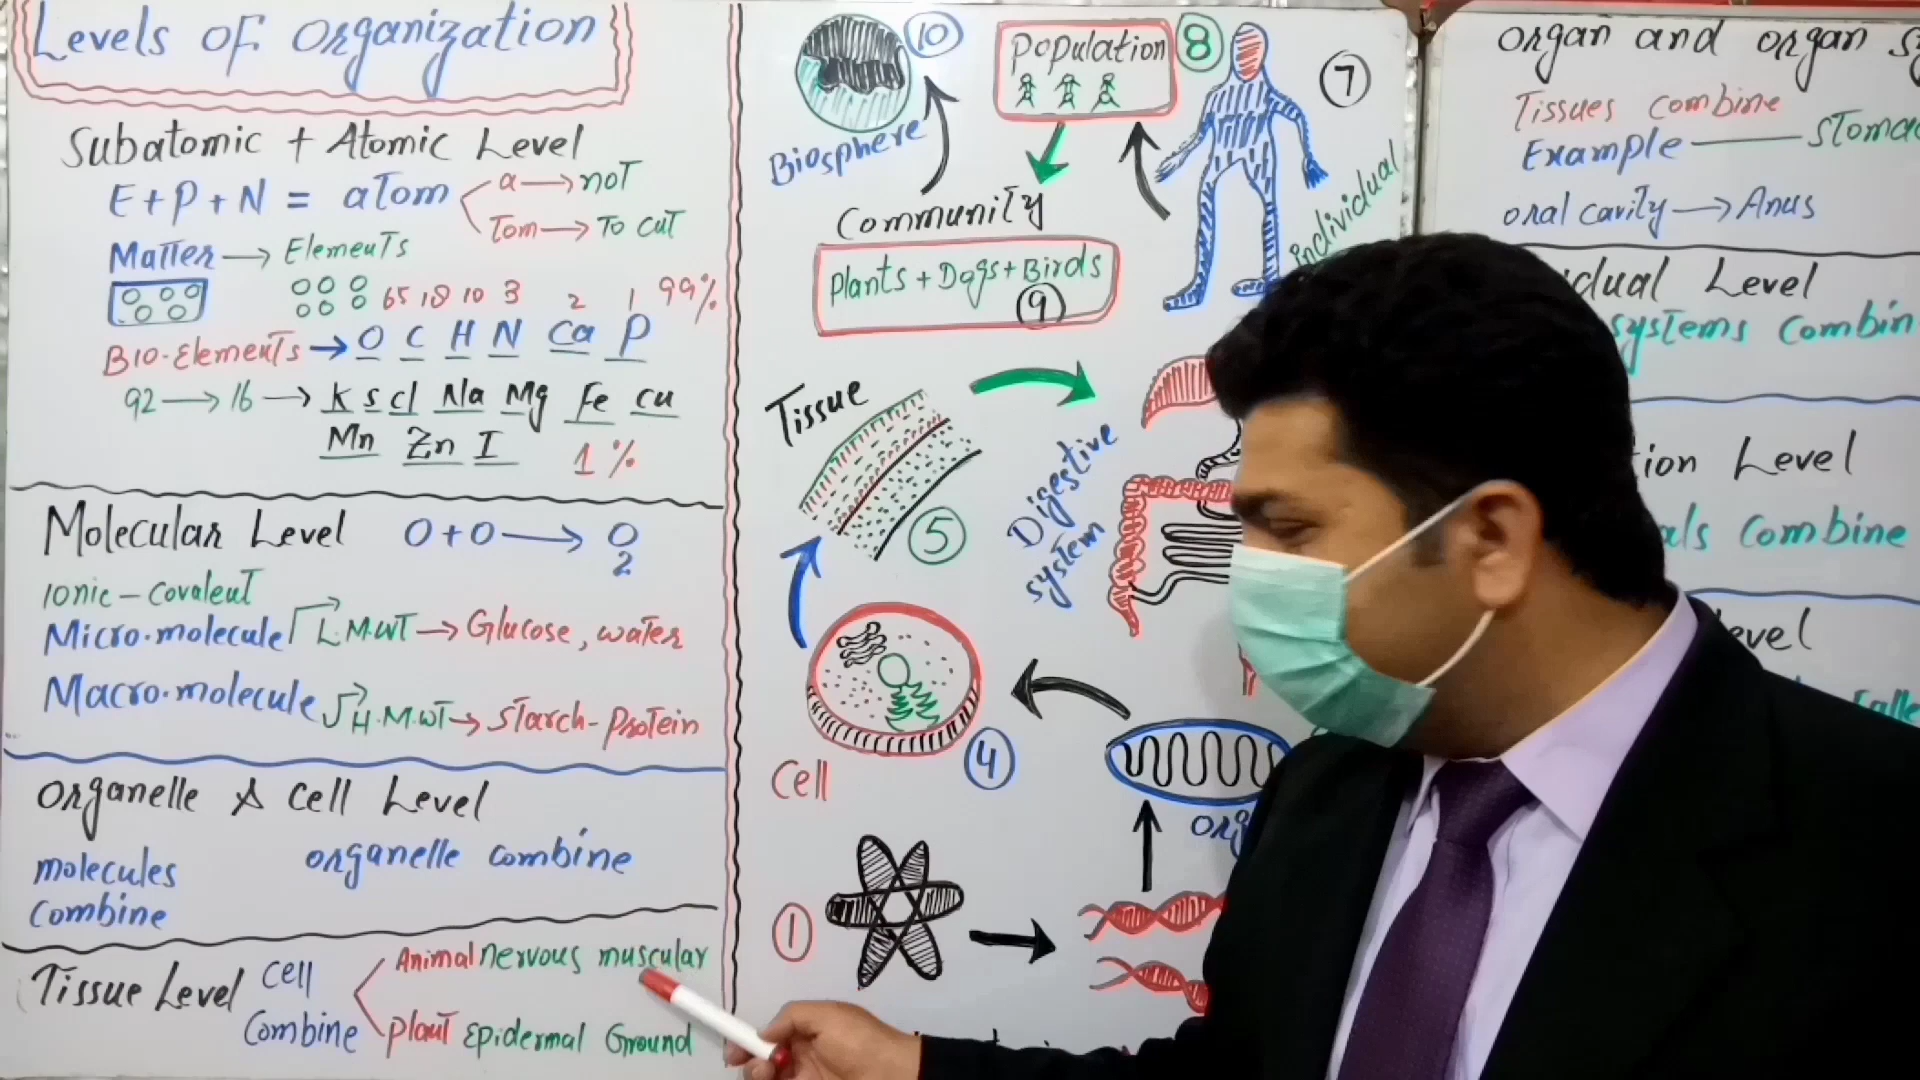 Levels of organization
Subatomic + Atomic Level
E+P+N = atom
a → not
Tom → To cut
Matter → Elements
65 18 10 3 2 1 99%
Bio-Elements → O C H N Ca P
92 → 16 → K S Cl Na Mg Fe Cu
Mn Zn I 1%
Molecular Level O+O → O2
Ionic - covalent
Micro-molecule L.M.WT → Glucose, water
Macro-molecule H.M.WT → Starch-Protein
organelle & cell Level
molecules combine
organelle combine
Tissue Level cell combine
Animal nervous muscular
Plant Epidermal Ground
10
Biosphere
Population
8
7
individual
Community
Plants + Dogs + Birds
9
Tissue
5
Digestive system
Cell
4
1
organ and organ
Tissues combine
Example
oral cavity → Anus
Level
systems combin
Level
combine